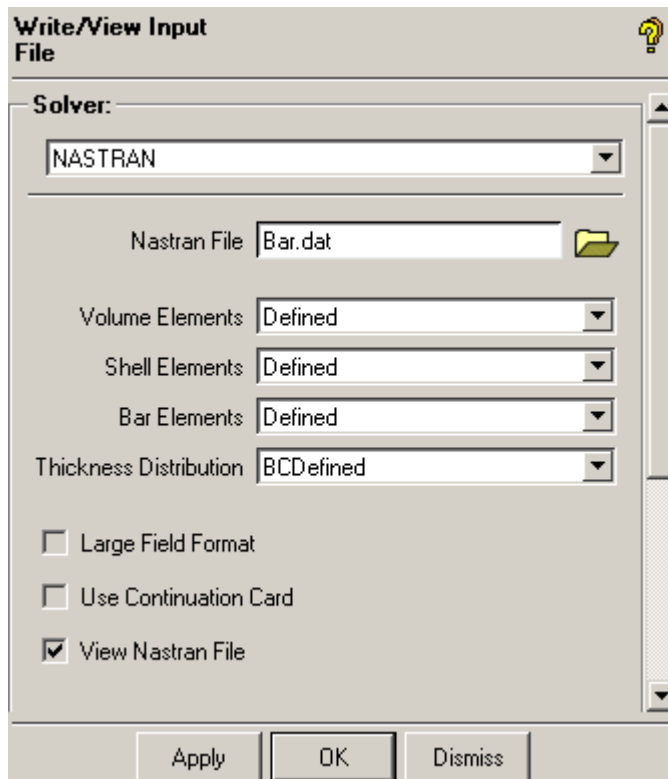 Write/View Input
File
Solver:
NASTRAN
Nastran File Bar.dat
Volume Elements Defined
Shell Elements Defined
Bar Elements Defined
Thickness Distribution BCDefined
Large Field Format
Use Continuation Card
View Nastran File
Apply OK Dismiss